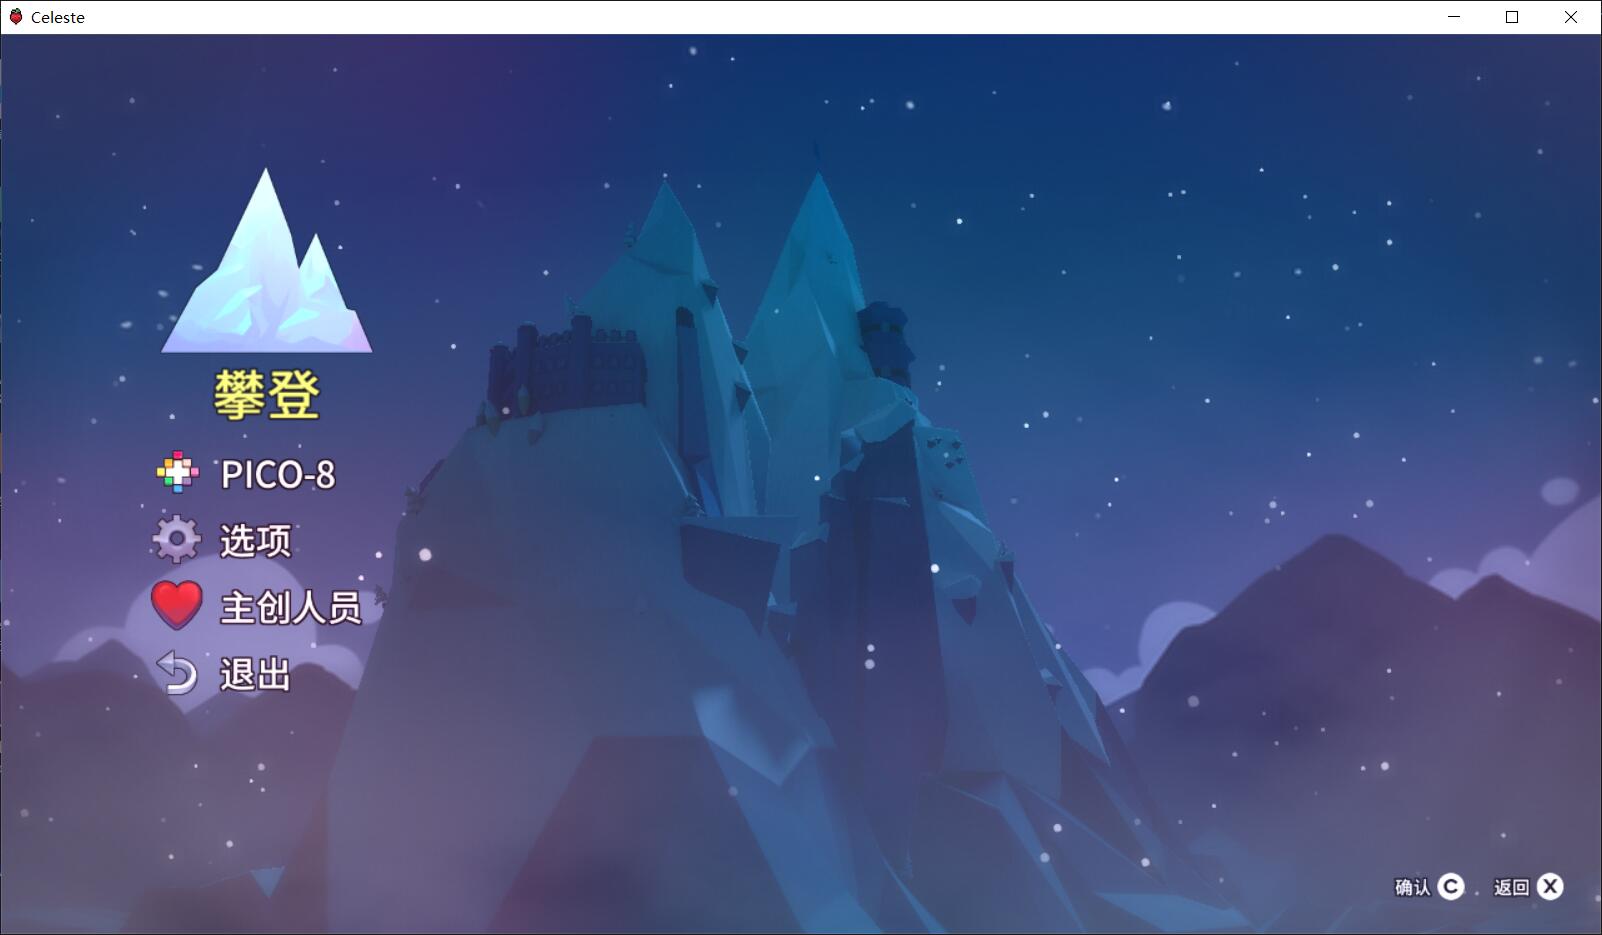 Celeste
攀登
PICO-8
选项
主创人员
退出
确认 C 返回 X